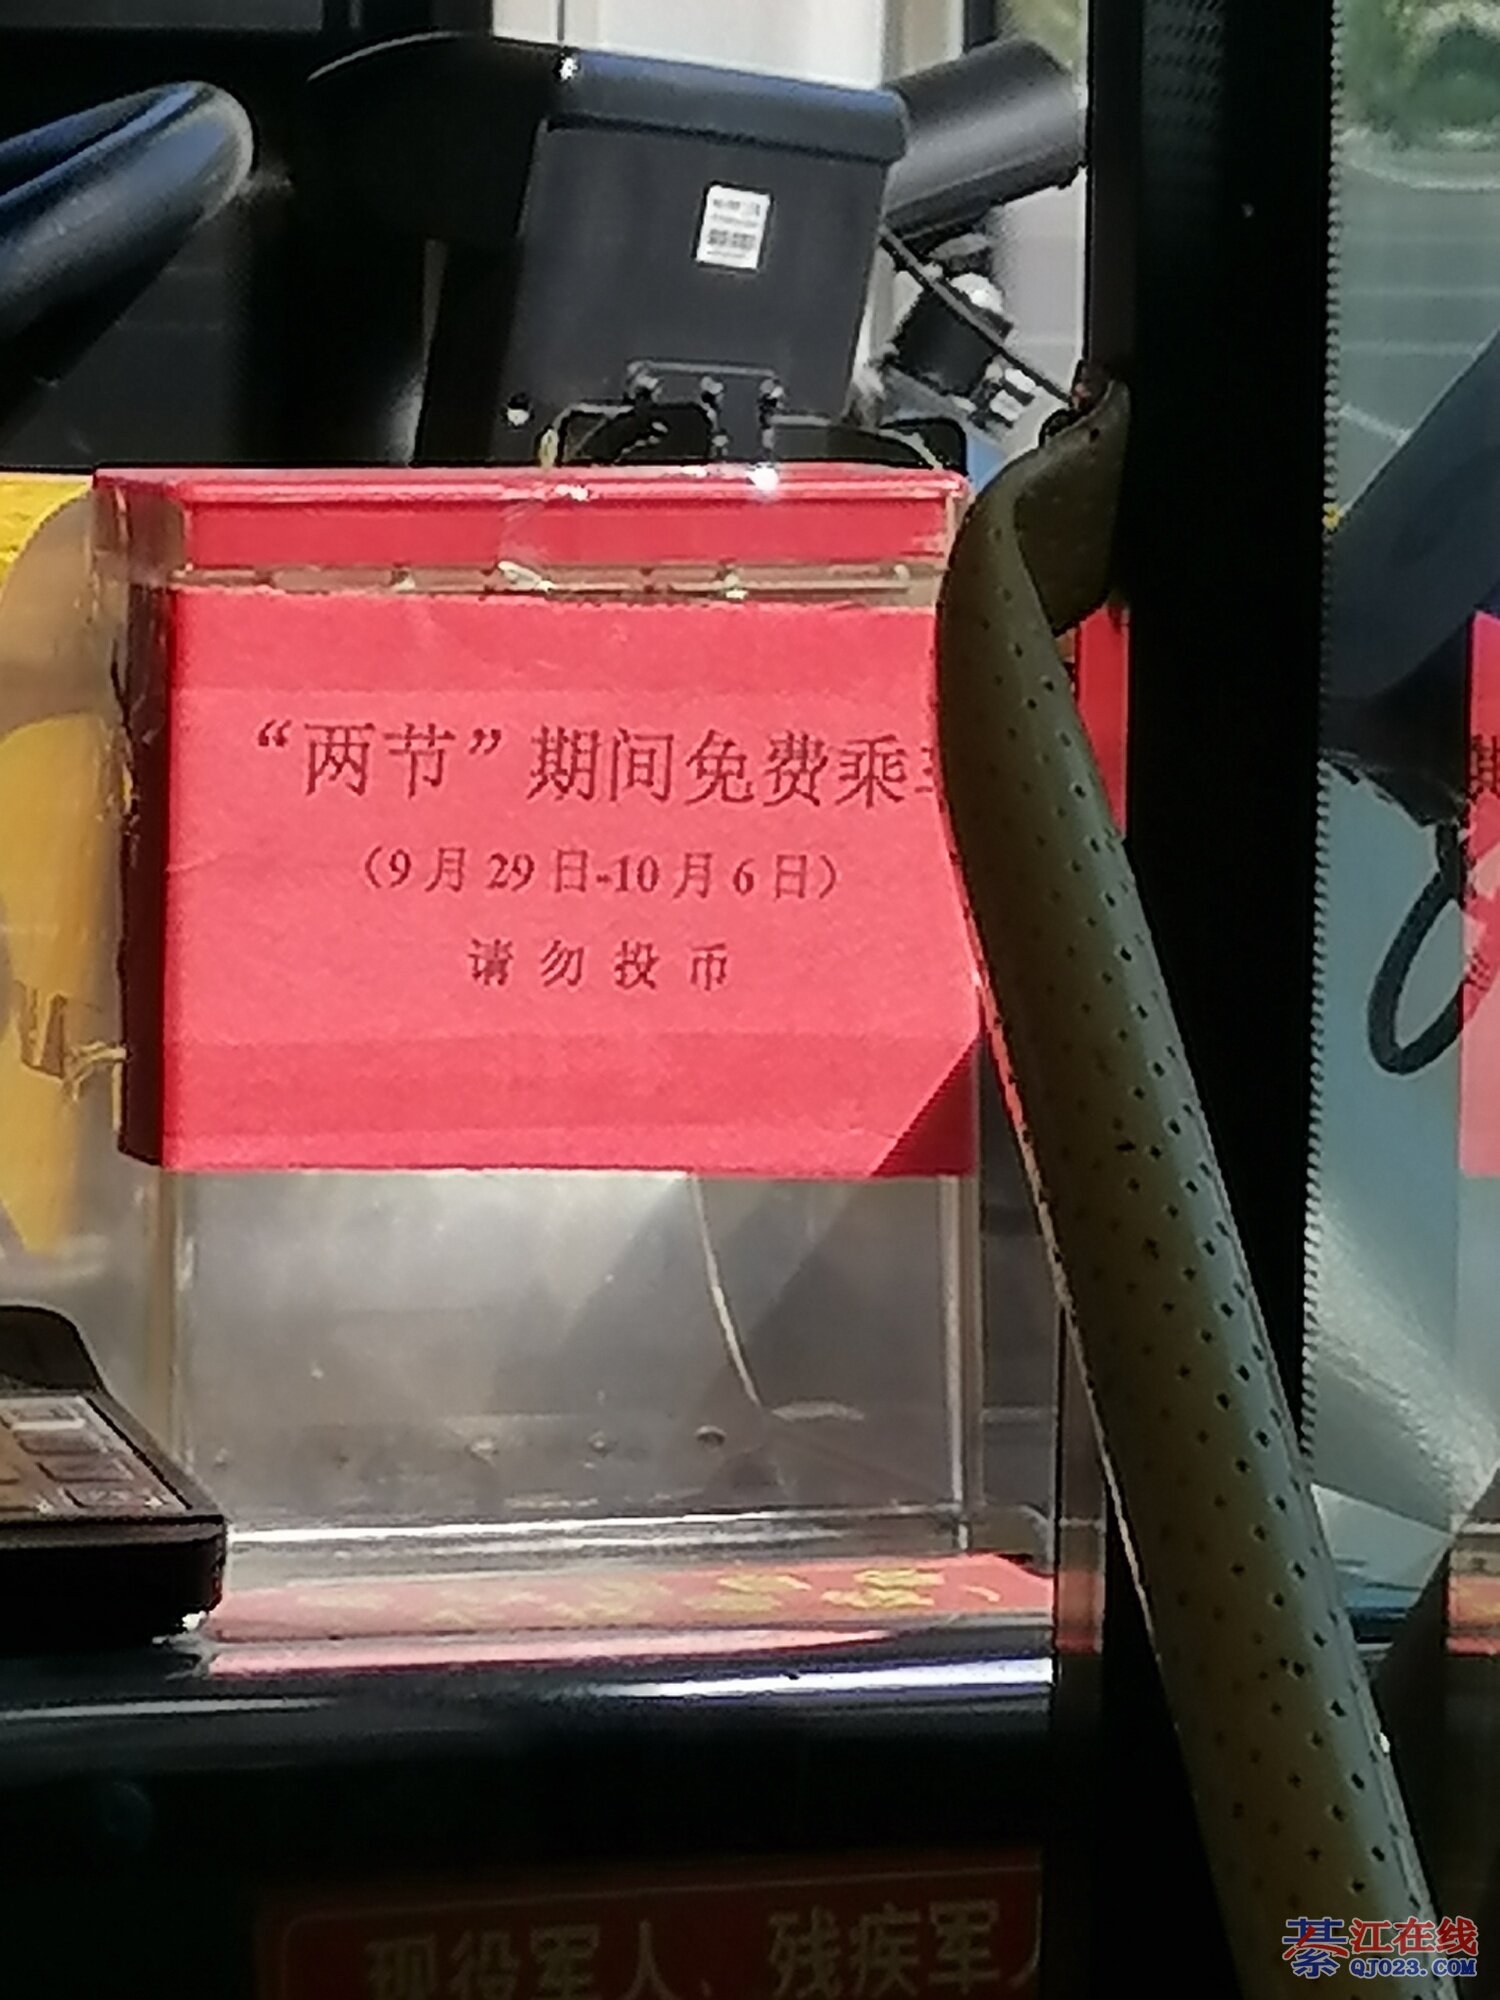 “两节”期间免费乘
（9月29日-10月6日）
请勿投币
现役军人、残疾军
綦江在线
QJ023.COM